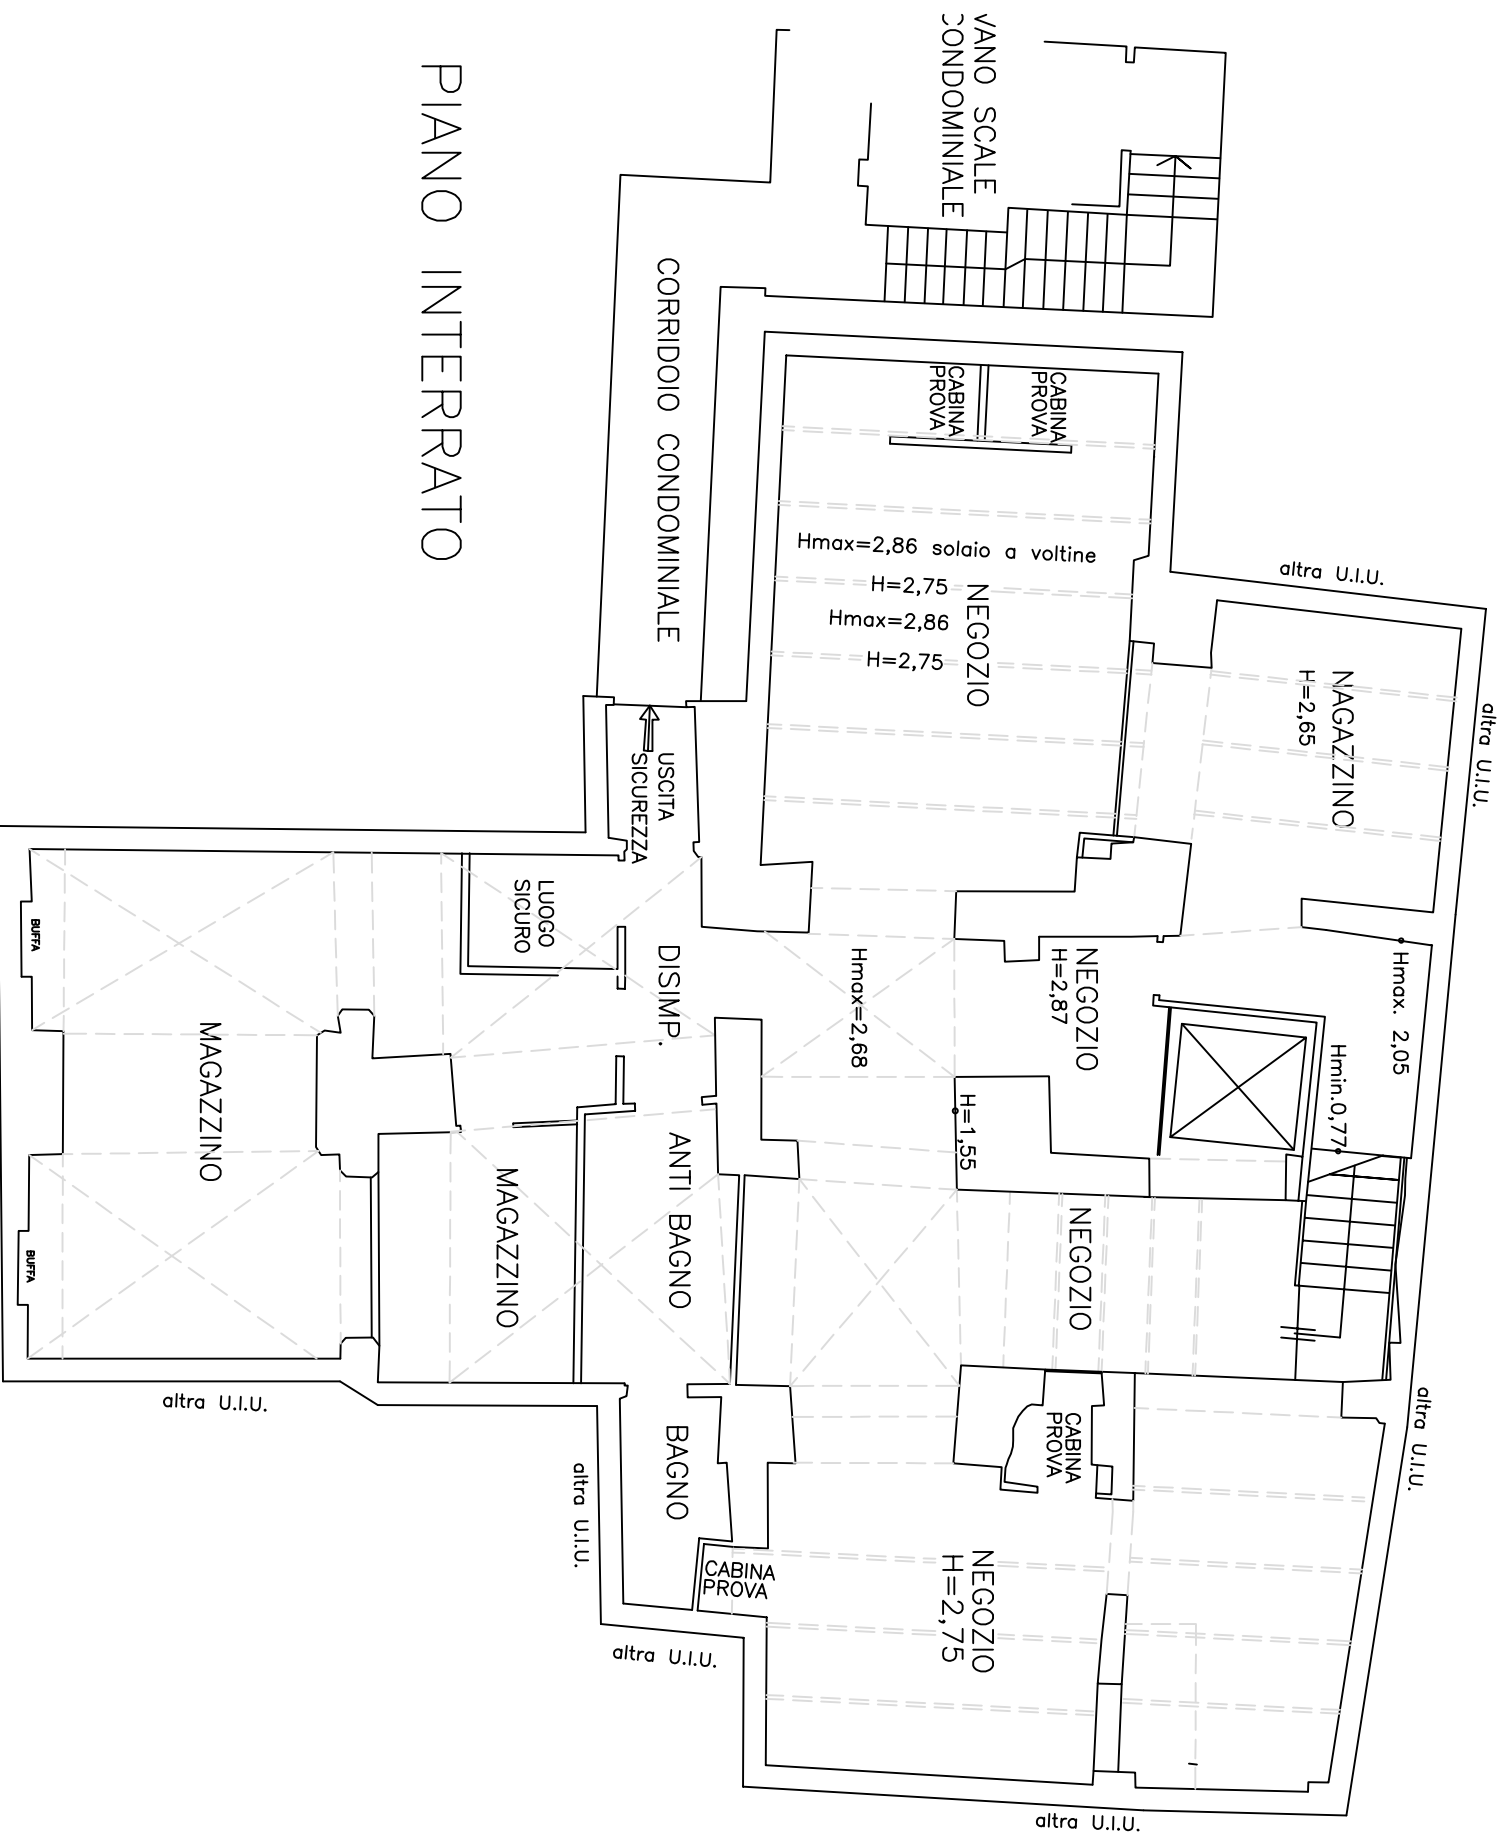 VANO SCALE
CONDOMINIALE
PIANO INTERRATO
CORRIDOIO CONDOMINIALE
CABINA
PROVA
CABINA
PROVA
Hmax=2,86 solaio a voltine
H=2,75
Hmax=2,86
H=2,75
NEGOZIO
altra U.I.U.
NAGAZZINO
H=2,65
altra U.I.U.
USCITA
SICUREZZA
LUOGO
SICURO
BUFFA
DISIMP.
Hmax=2,68
NEGOZIO
H=2,87
Hmax. 2,05
Hmin.0,77
H=1,55
MAGAZZINO
MAGAZZINO
ANTI BAGNO
NEGOZIO
BUFFA
altra U.I.U.
BAGNO
CABINA
PROVA
altra U.I.U.
altra U.I.U.
CABINA
PROVA
NEGOZIO
H=2,75
altra U.I.U.
altra U.I.U.